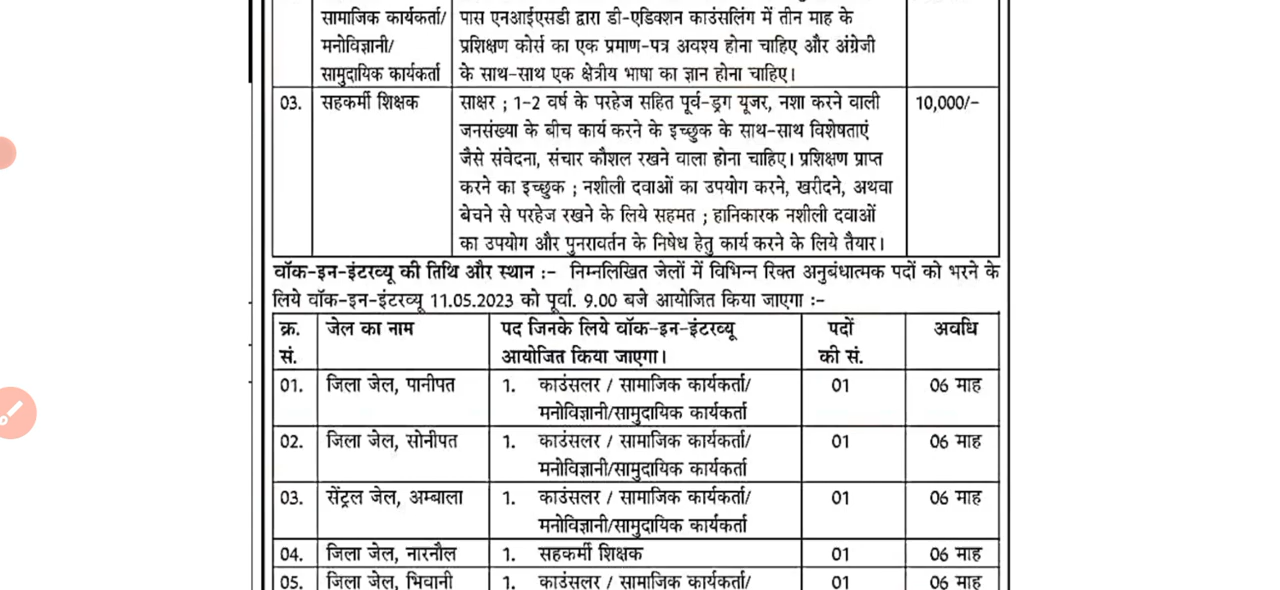 सामाजिक कार्यकर्ता/ पास एनआईएसडी द्वारा डी-एडिक्शन काउंसलिंग में तीन माह के
मनोविज्ञानी/ प्रशिक्षण कोर्स का एक प्रमाण-पत्र अवश्य होना चाहिए और अंग्रेजी
सामुदायिक कार्यकर्ता के साथ-साथ एक क्षेत्रीय भाषा का ज्ञान होना चाहिए।
03. सहकर्मी शिक्षक साक्षर ; 1-2 वर्ष के परहेज सहित पूर्व-ड्रग यूजर, नशा करने वाली 10,000/-
जनसंख्या के बीच कार्य करने के इच्छुक के साथ-साथ विशेषताएं
जैसे संवेदना, संचार कौशल रखने वाला होना चाहिए। प्रशिक्षण प्राप्त
करने का इच्छुक ; नशीली दवाओं का उपयोग करने, खरीदने, अथवा
बेचने से परहेज रखने के लिये सहमत ; हानिकारक नशीली दवाओं
का उपयोग और पुनरावर्तन के निषेध हेतु कार्य करने के लिये तैयार।
वॉक-इन-इंटरव्यू की तिथि और स्थान :- निम्नलिखित जेलों में विभिन्न रिक्त अनुबंधात्मक पदों को भरने के
लिये वॉक-इन-इंटरव्यू 11.05.2023 को पूर्वा. 9.00 बजे आयोजित किया जाएगा :-
क्र. जेल का नाम पद जिनके लिये वॉक-इन-इंटरव्यू पदों अवधि
सं. आयोजित किया जाएगा। की सं.
01. जिला जेल, पानीपत 1. काउंसलर / सामाजिक कार्यकर्ता/ 01 06 माह
मनोविज्ञानी/सामुदायिक कार्यकर्ता
02. जिला जेल, सोनीपत 1. काउंसलर / सामाजिक कार्यकर्ता/ 01 06 माह
मनोविज्ञानी/सामुदायिक कार्यकर्ता
03. सेंट्रल जेल, अम्बाला 1. काउंसलर / सामाजिक कार्यकर्ता/ 01 06 माह
मनोविज्ञानी/सामुदायिक कार्यकर्ता
04. जिला जेल, नारनौल 1. सहकर्मी शिक्षक 01 06 माह
05. जिला जेल, भिवानी 1. काउंसलर / सामाजिक कार्यकर्ता/ 01 06 माह